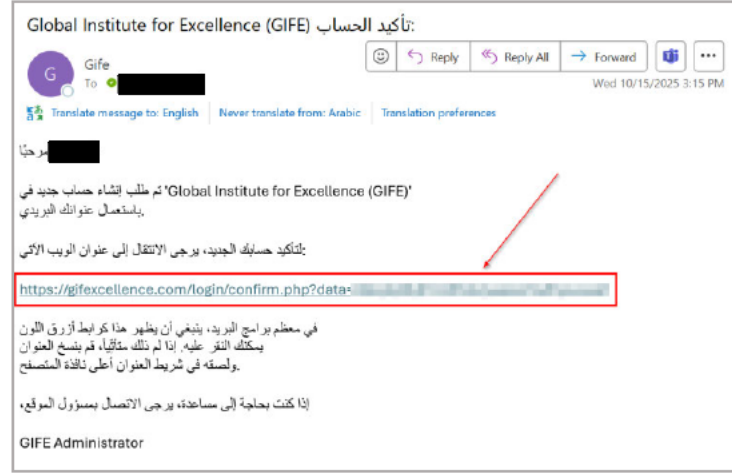 Global Institute for Excellence (GIFE) تأكيد الحساب:
G
Gife
To
Reply
Reply All
Forward
Wed 10/15/2025 3:15 PM
Translate message to: English
Never translate from: Arabic
Translation preferences
مرحبًا
تم طلب إنشاء حساب جديد في 'Global Institute for Excellence (GIFE)'
باستعمال عنوانك البريدي.
لتأكيد حسابك الجديد، يرجى الانتقال إلى عنوان الويب الآتي:
https://gifexcellence.com/login/confirm.php?data=
في معظم برامج البريد، ينبغي أن يظهر هذا كرابط أزرق اللون
يمكنك النقر عليه. إذا لم ذلك متأتياً، قم بنسخ العنوان
ولصقه في شريط العنوان أعلى نافذة المتصفح.
إذا كنت بحاجة إلى مساعدة، يرجى الاتصال بمسؤول الموقع،
GIFE Administrator